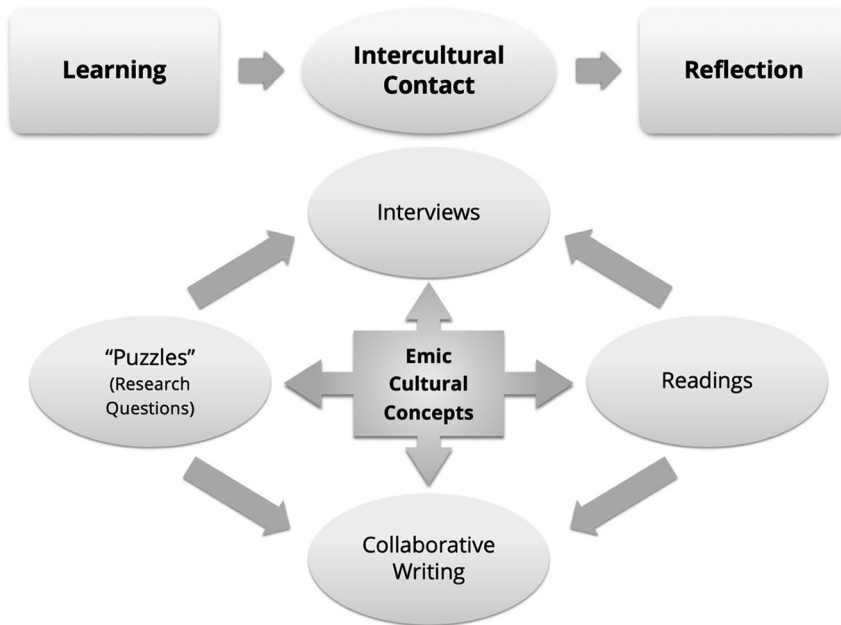 Learning
Intercultural
Contact
Reflection
Interviews
“Puzzles”
(Research
Questions)
Emic
Cultural
Concepts
Readings
Collaborative
Writing